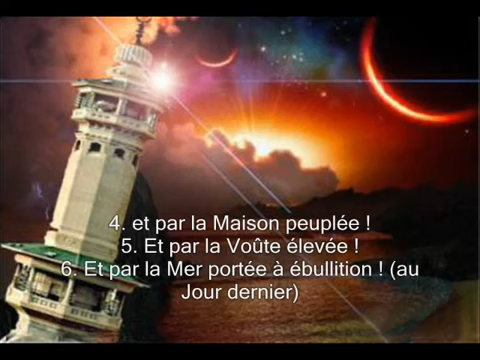 4. et par la Maison peuplée !
5. Et par la Voûte élevée !
6. Et par la Mer portée à ébullition ! (au
Jour dernier)